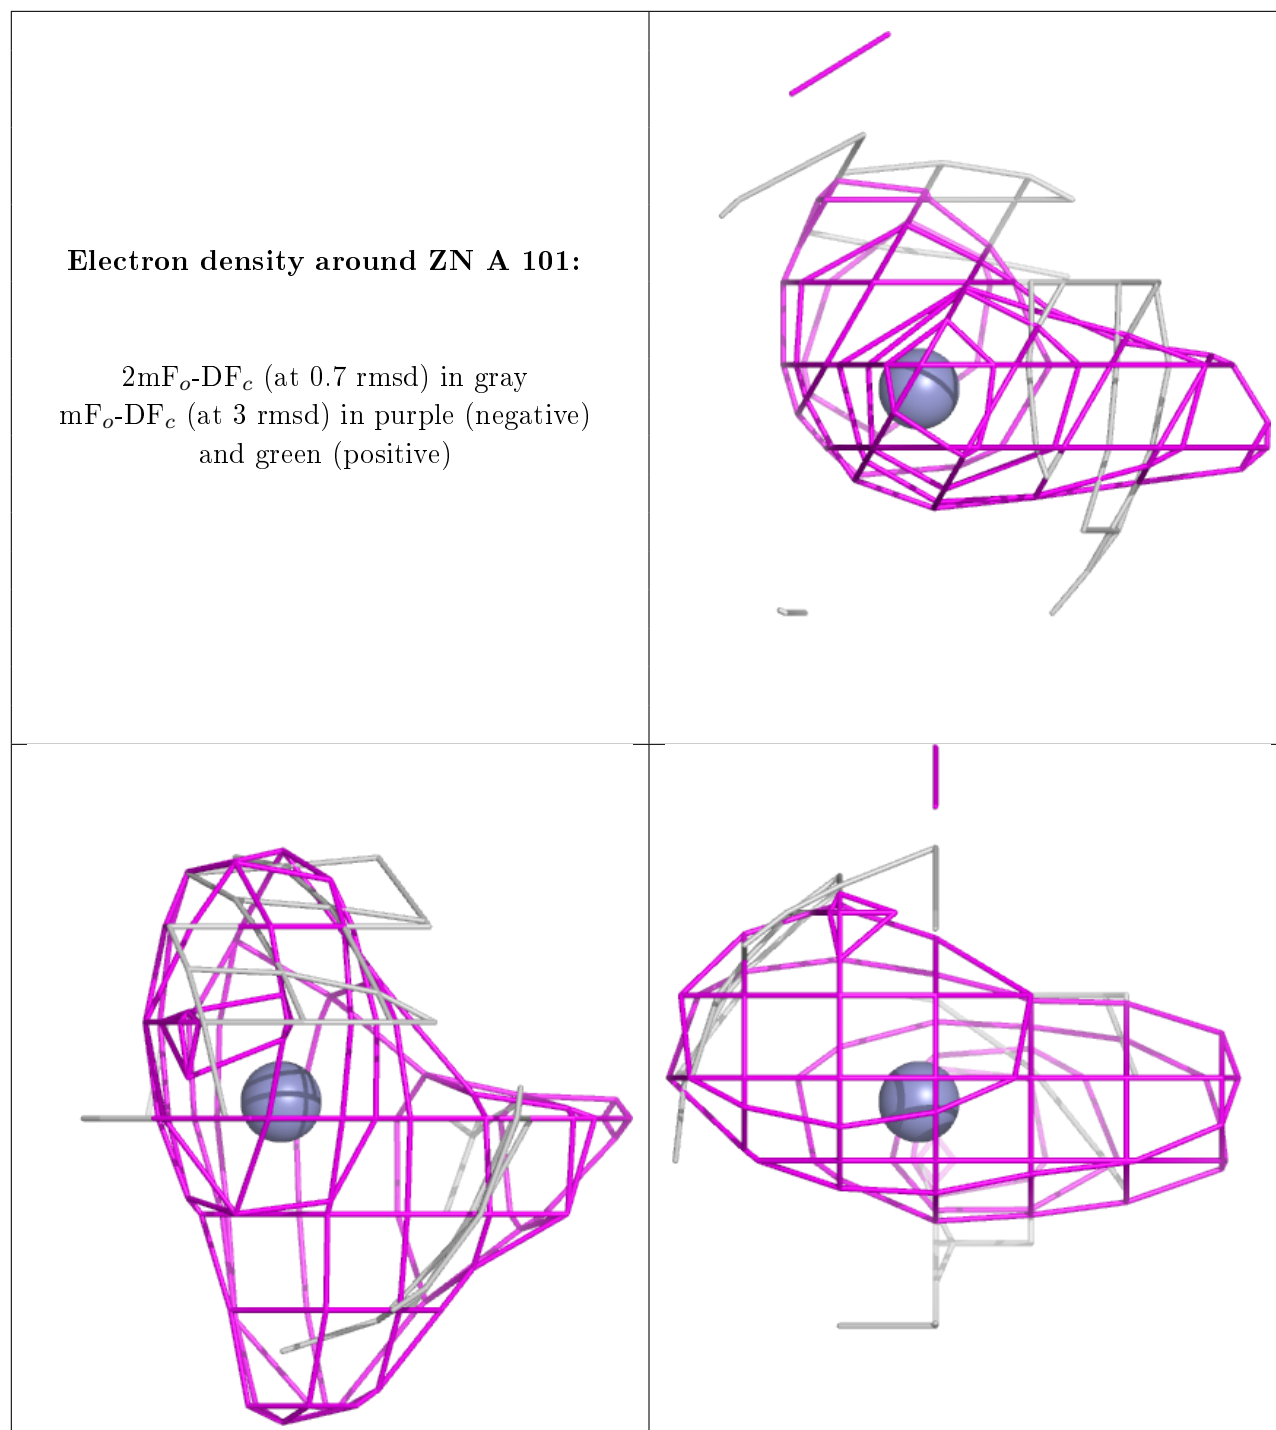 Electron density around ZN A 101:
2mFo-DFc (at 0.7 rmsd) in gray
mFo-DFc (at 3 rmsd) in purple (negative)
and green (positive)